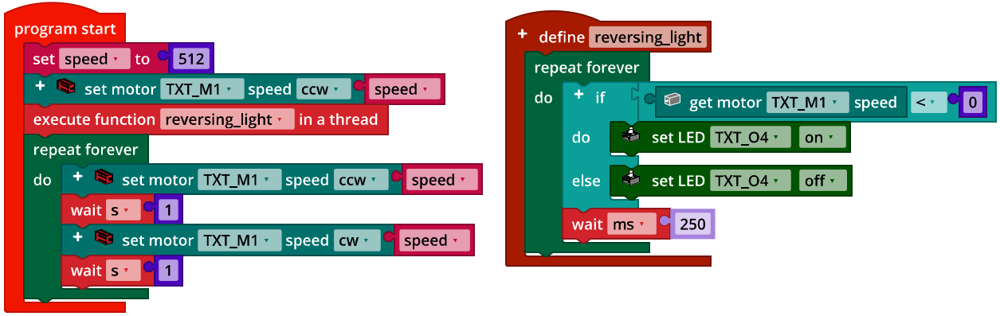 program start
set speed to 512
+ set motor TXT_M1 speed ccw speed
execute function reversing_light in a thread
repeat forever
do + set motor TXT_M1 speed ccw speed
wait s 1
+ set motor TXT_M1 speed cw speed
wait s 1
+ define reversing_light
repeat forever
do + if get motor TXT_M1 speed < 0
do set LED TXT_O4 on
else set LED TXT_O4 off
wait ms 250